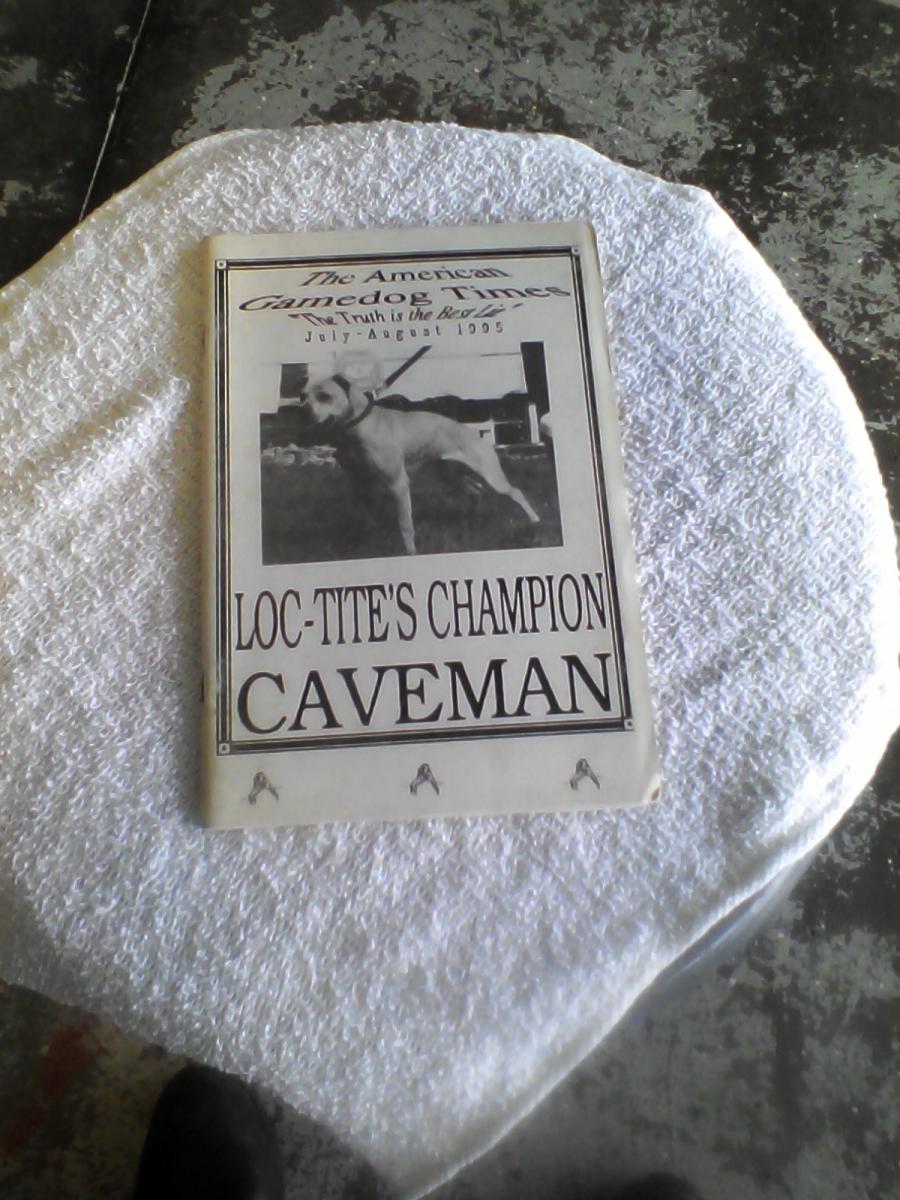 The American
Gamedog Times
"The Truth is the Best Lie"
July-August 1995
LOC-TITE'S CHAMPION
CAVEMAN